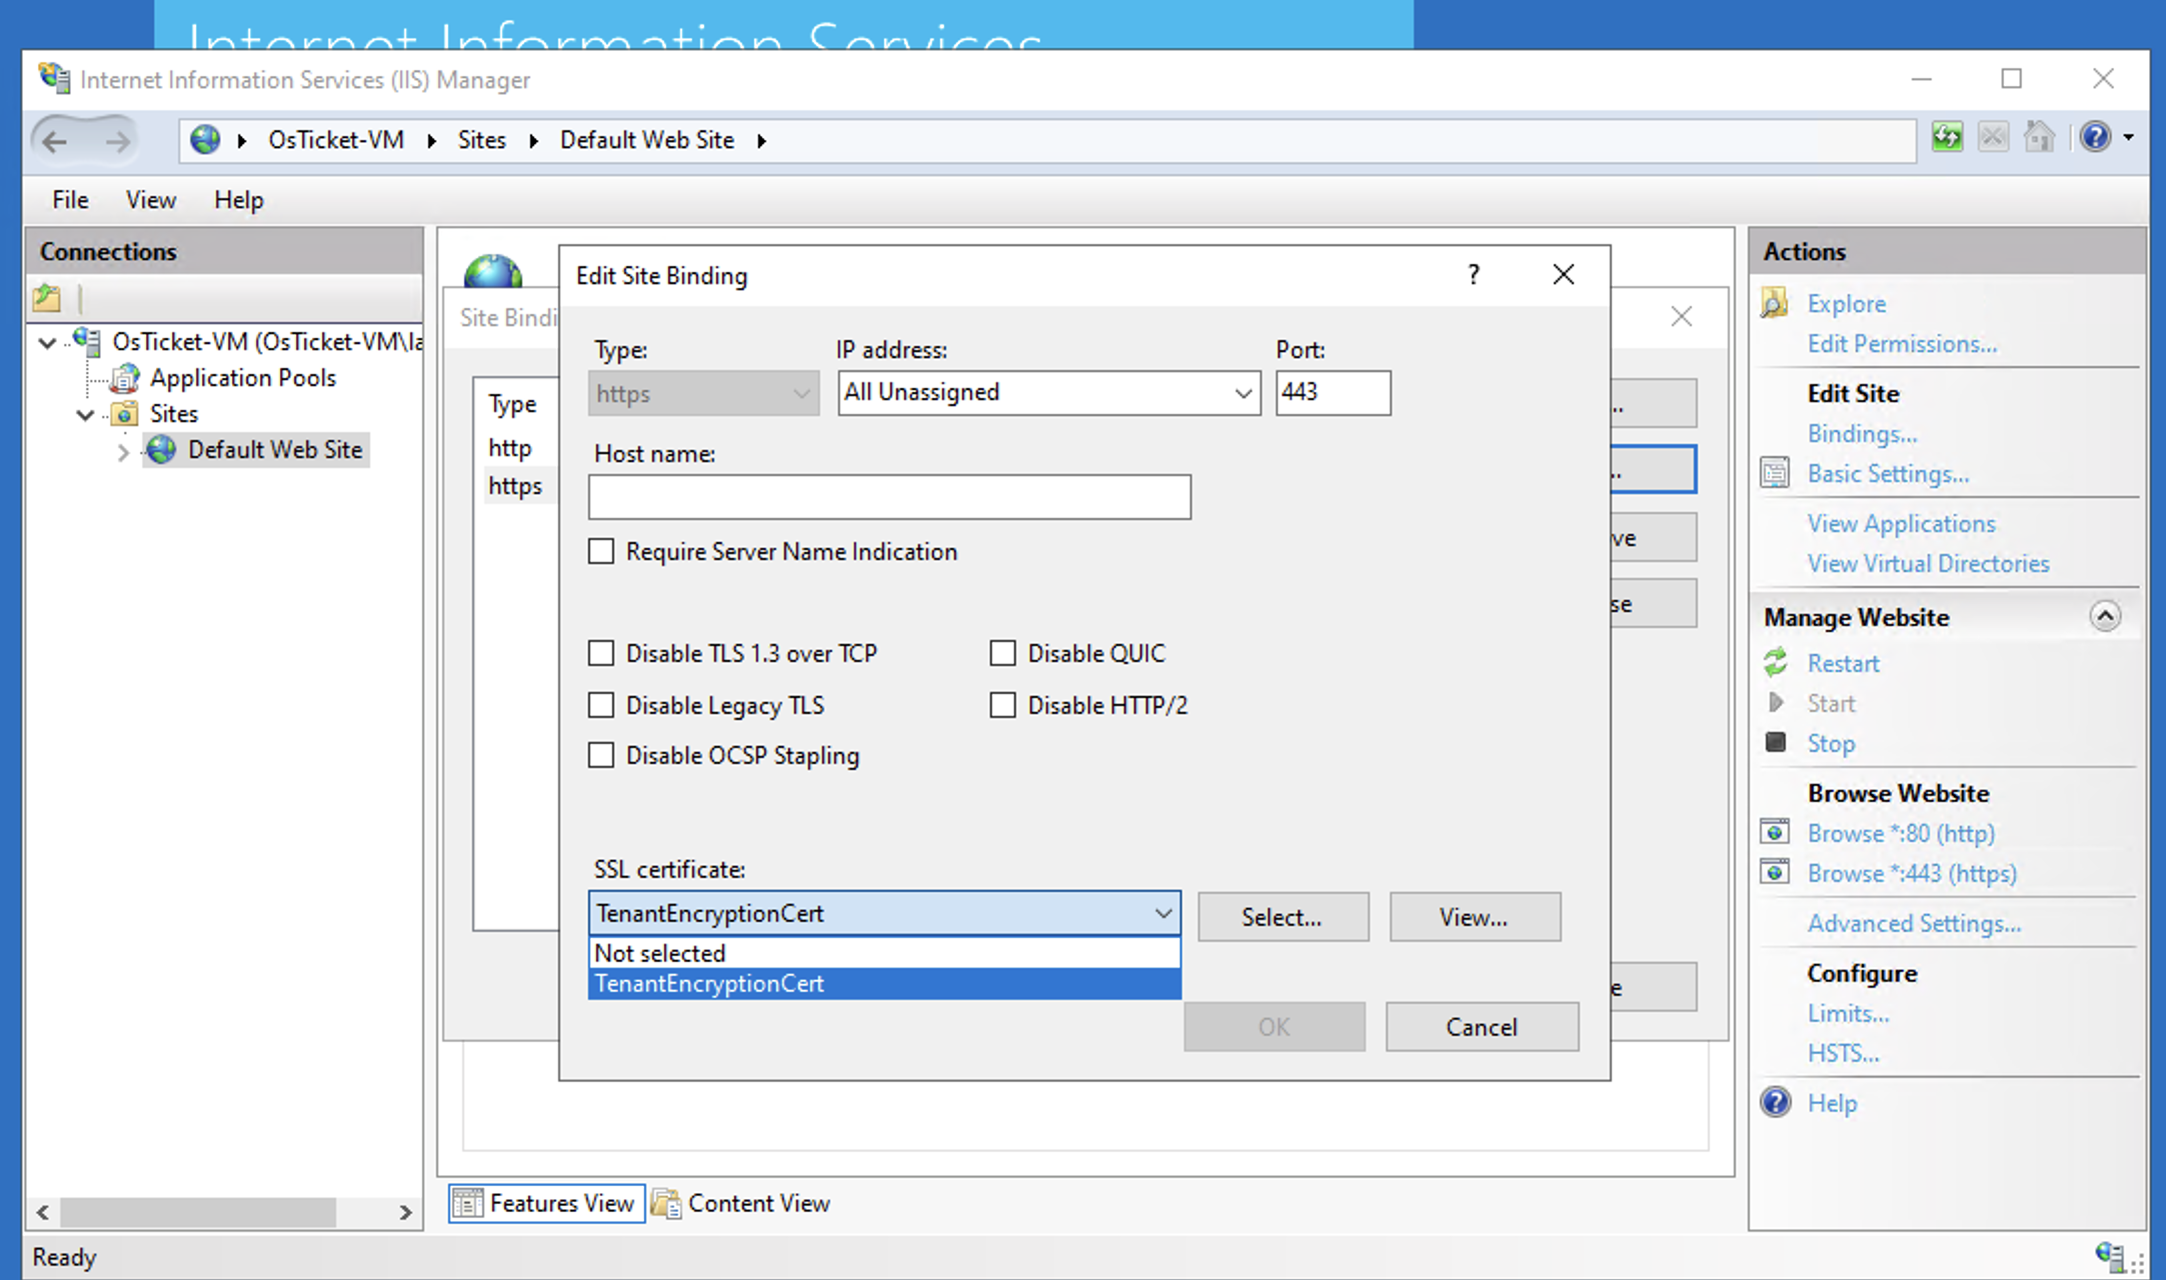 Internet Information Services
Internet Information Services (IIS) Manager
OsTicket-VM
Sites
Default Web Site
File
View
Help
Connections
OsTicket-VM (OsTicket-VM\la
Application Pools
Sites
Default Web Site
Site Bindi
Type
http
https
..
..
ve
se
e
Edit Site Binding
?
Type:
IP address:
Port:
https
All Unassigned
443
Host name:
Require Server Name Indication
Disable TLS 1.3 over TCP
Disable QUIC
Disable Legacy TLS
Disable HTTP/2
Disable OCSP Stapling
SSL certificate:
TenantEncryptionCert
Select...
View...
Not selected
TenantEncryptionCert
OK
Cancel
Features View
Content View
Actions
Explore
Edit Permissions...
Edit Site
Bindings...
Basic Settings...
View Applications
View Virtual Directories
Manage Website
Restart
Start
Stop
Browse Website
Browse *:80 (http)
Browse *:443 (https)
Advanced Settings...
Configure
Limits...
HSTS...
Help
Ready